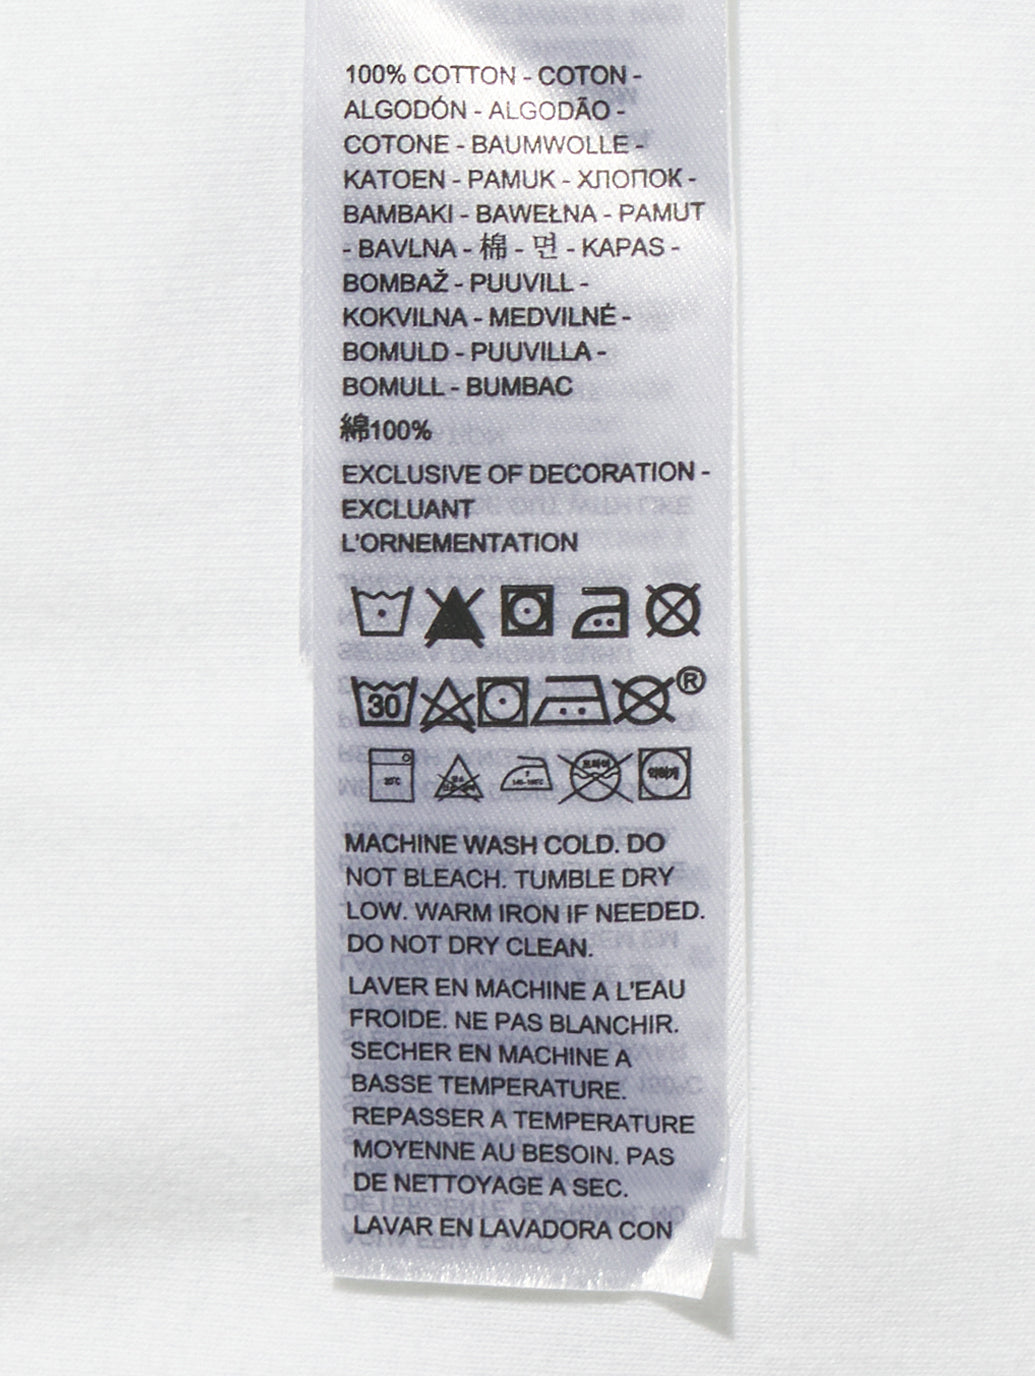 100% COTTON - COTON -
ALGODÓN - ALGODÃO -
COTONE - BAUMWOLLE -
KATOEN - PAMUK - ХЛОПОК -
BAMBAKI - BAWEŁNA - PAMUT
- BAVLNA - 棉 - 면 - KAPAS -
BOMBAŽ - PUUVILL -
KOKVILNA - MEDVILNĖ -
BOMULD - PUUVILLA -
BOMULL - BUMBAC
綿100%
EXCLUSIVE OF DECORATION -
EXCLUANT
L'ORNEMENTATION
30 ®
30°C
MACHINE WASH COLD. DO
NOT BLEACH. TUMBLE DRY
LOW. WARM IRON IF NEEDED.
DO NOT DRY CLEAN.
LAVER EN MACHINE A L'EAU
FROIDE. NE PAS BLANCHIR.
SECHER EN MACHINE A
BASSE TEMPERATURE.
REPASSER A TEMPERATURE
MOYENNE AU BESOIN. PAS
DE NETTOYAGE A SEC.
LAVAR EN LAVADORA CON